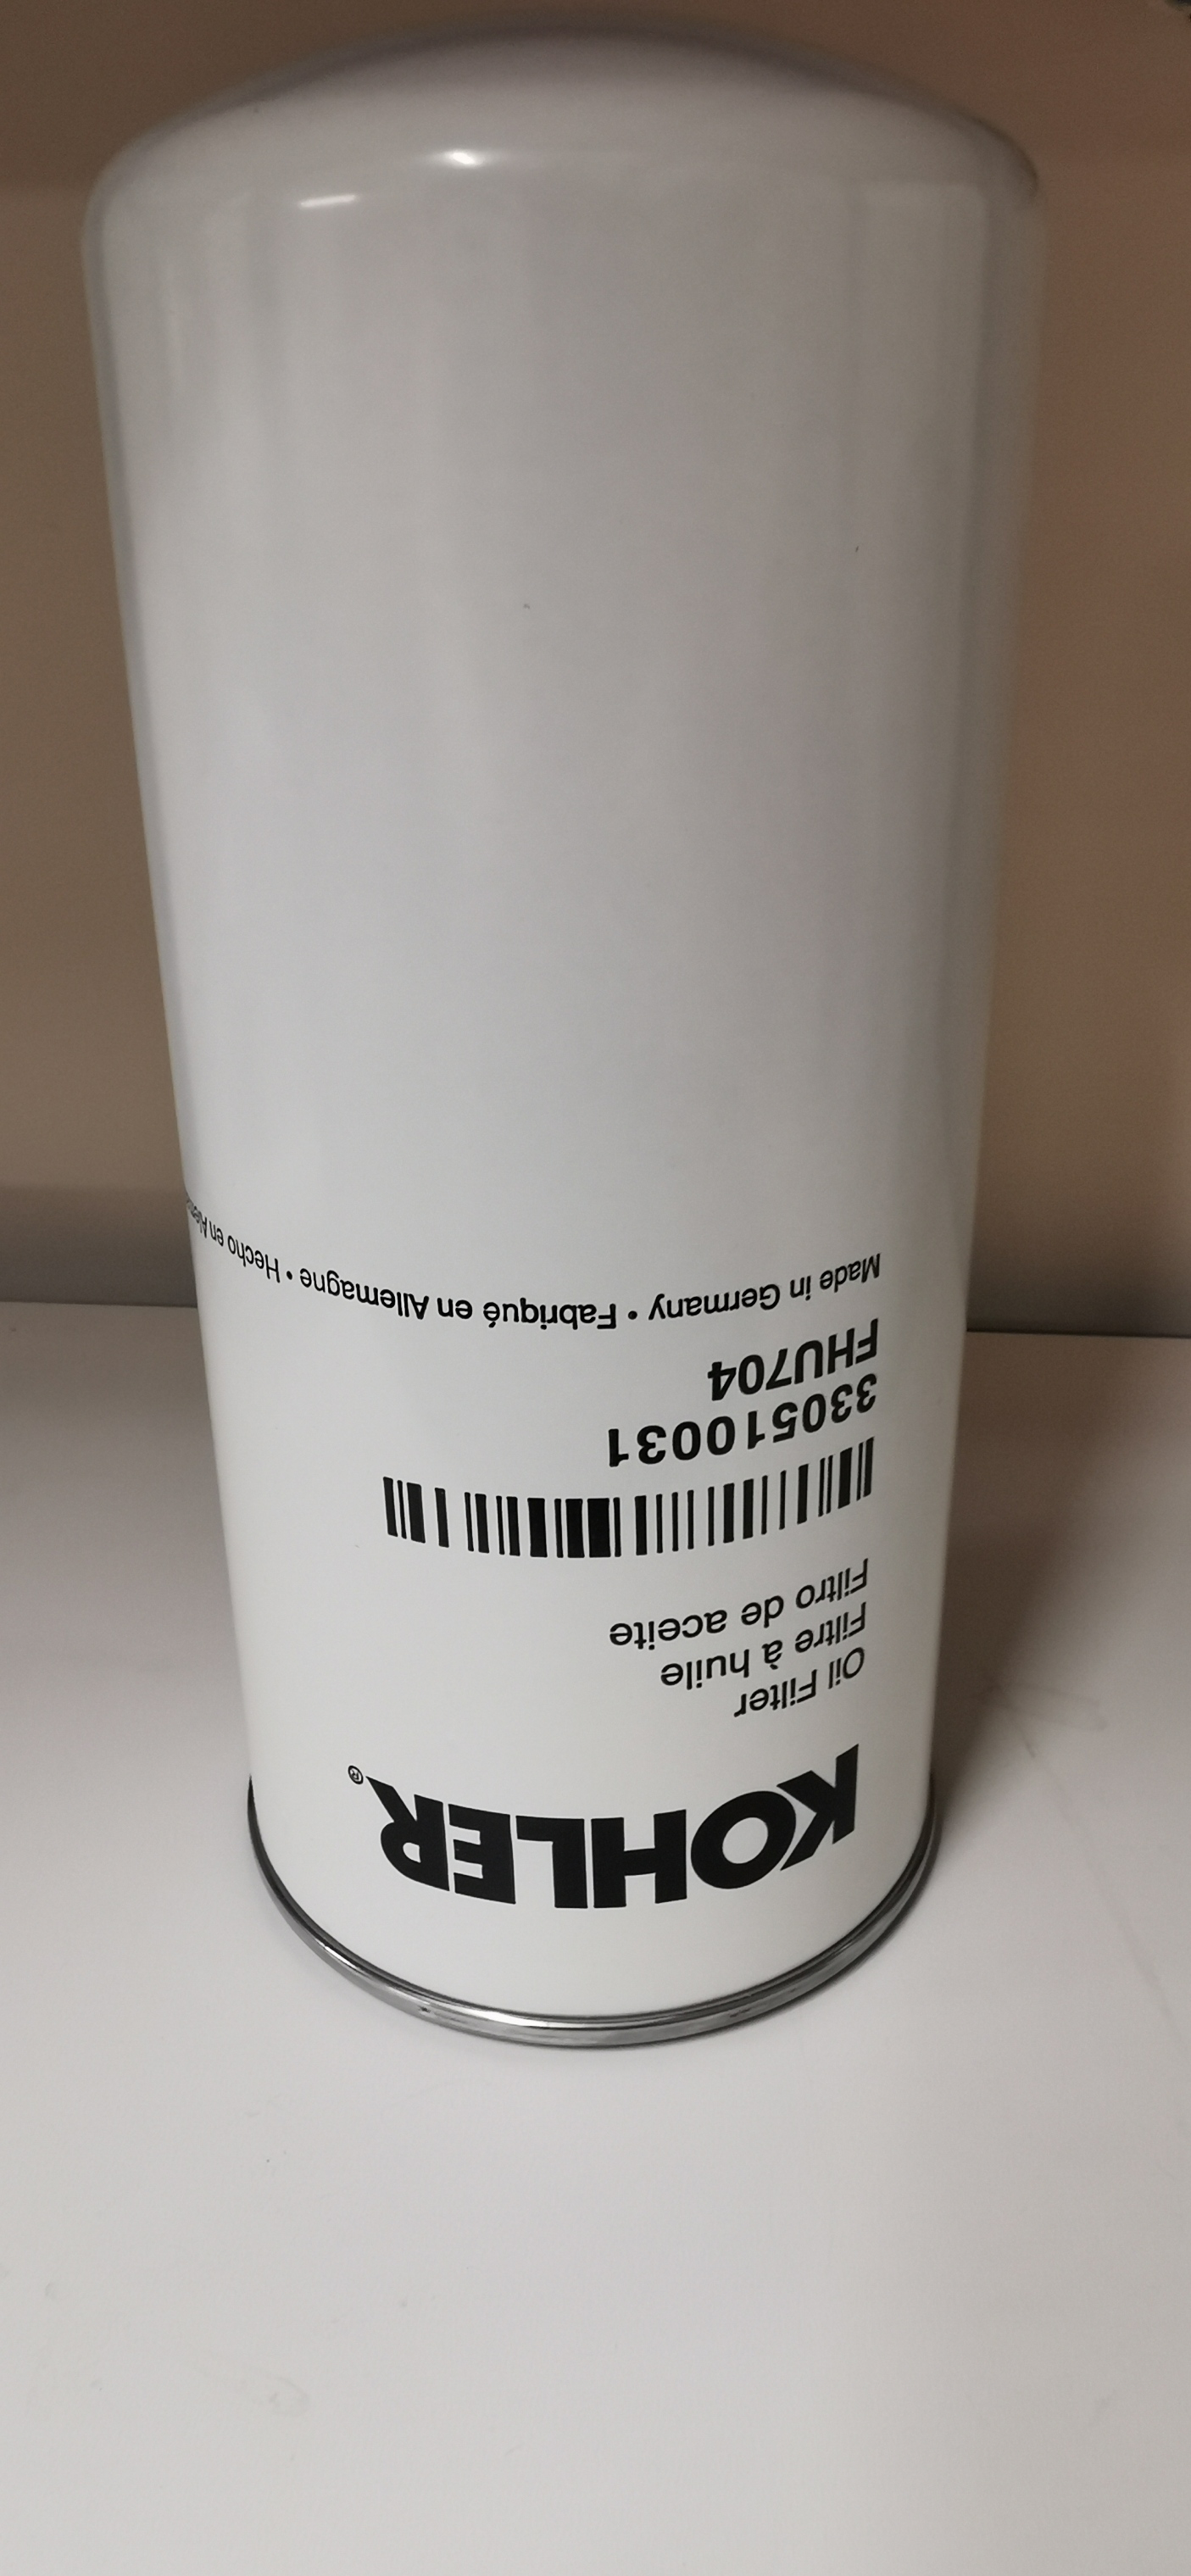 KOHLER®
Oil Filter
Filtre à huile
Filtro de aceite
330510031
FHU704
Made in Germany • Fabriqué en Allemagne • Hecho en